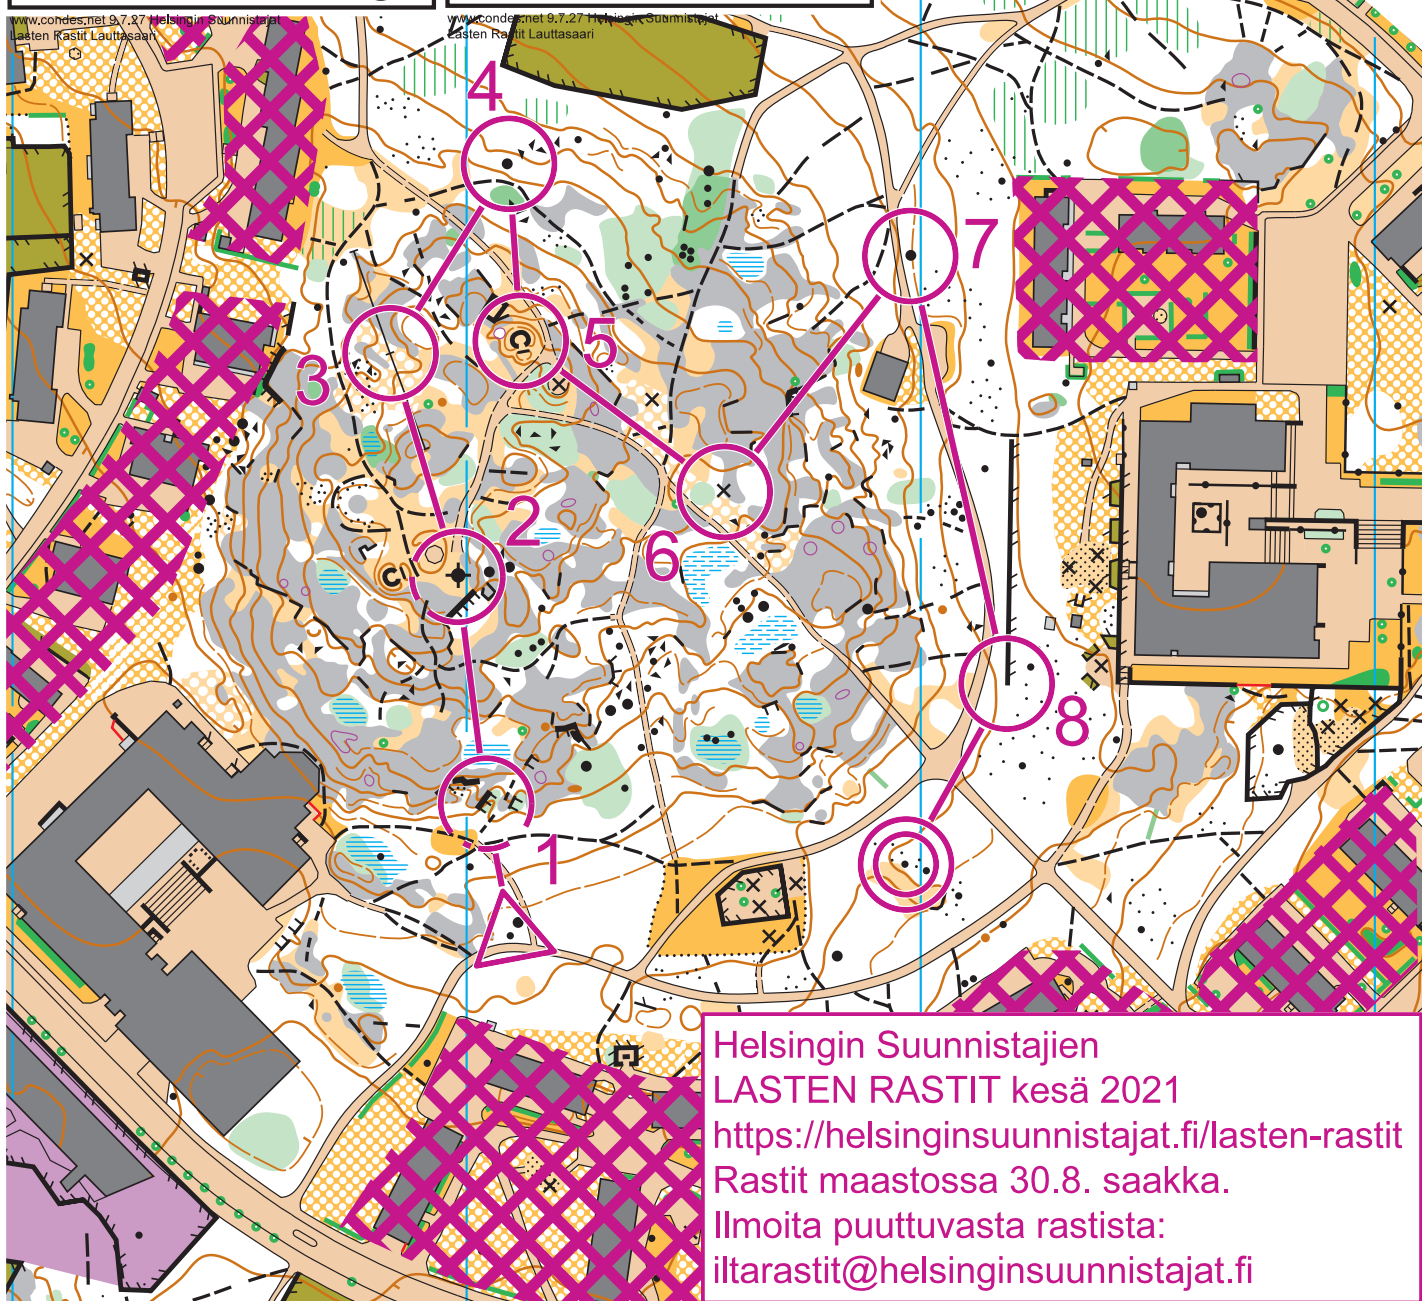 www.condes.net 9.7.27 Helsingin Suunnistajat
Lasten Rastit Lauttasaari
www.condes.net 9.7.27 Helsingin Suunnistajat
Lasten Rastit Lauttasaari
4
7
5
3
2
6
8
1
Helsingin Suunnistajien
LASTEN RASTIT kesä 2021
https://helsinginsuunnistajat.fi/lasten-rastit
Rastit maastossa 30.8. saakka.
Ilmoita puuttuvasta rastista:
iltarastit@helsinginsuunnistajat.fi